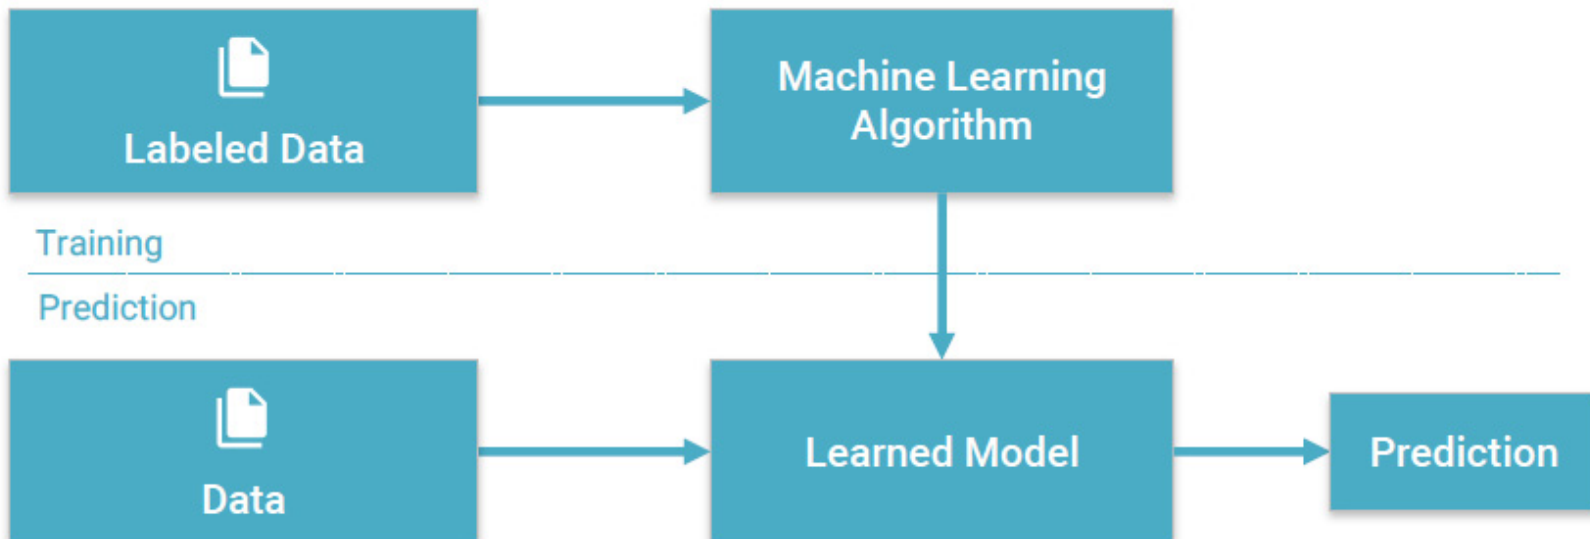 Labeled Data
Machine Learning
Algorithm
Training
Prediction
Data
Learned Model
Prediction